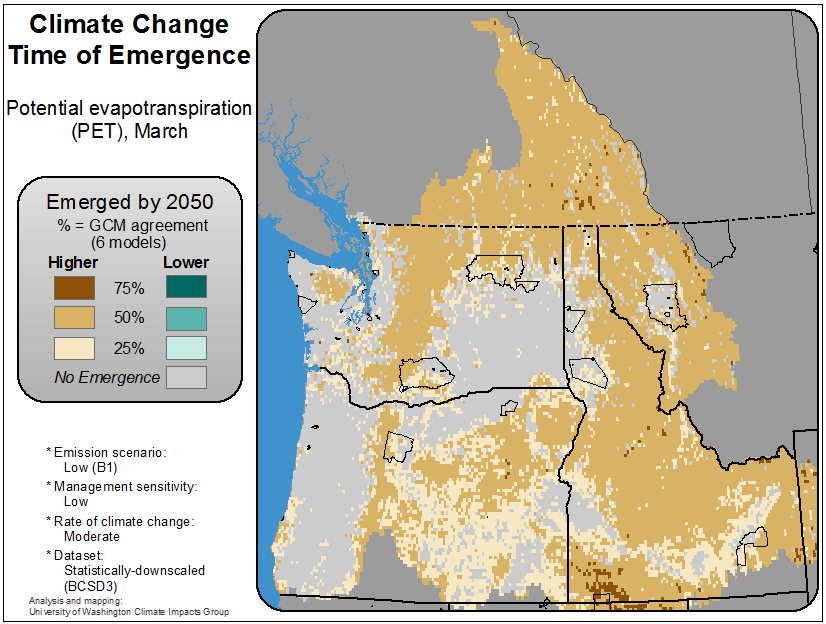 Climate Change
Time of Emergence
Potential evapotranspiration
(PET), March
Emerged by 2050
% = GCM agreement
(6 models)
Higher Lower
75%
50%
25%
No Emergence
* Emission scenario:
Low (B1)
* Management sensitivity:
Low
* Rate of climate change:
Moderate
* Dataset:
Statistically-downscaled
(BCSD3)
Analysis and mapping:
University of Washington Climate Impacts Group